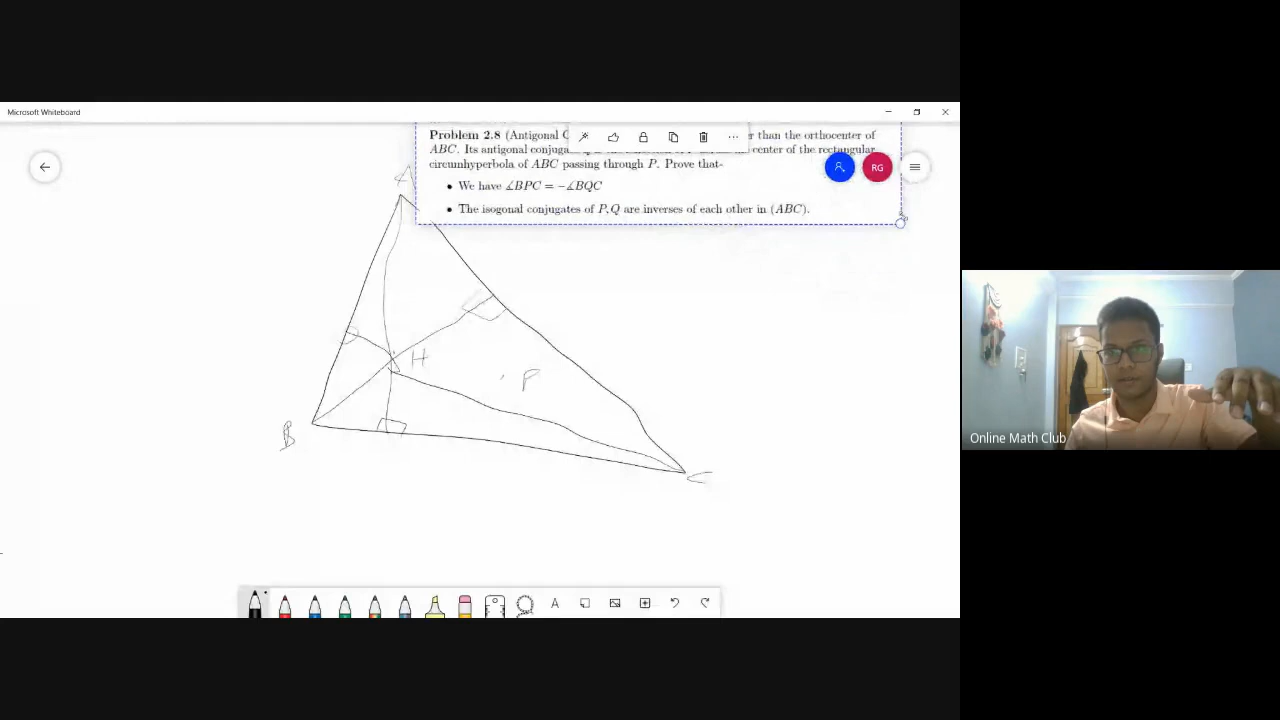 Microsoft Whiteboard
Problem 2.8 (Antigonal C r than the orthocenter of
ABC. Its antigonal center of the rectangular
circumhyperbola of ABC passing through P. Prove that-
RG
• We have ∡BPC = −∡BQC
• The isogonal conjugates of P, Q are inverses of each other in (ABC).
A
H
P
B
C
Online Math Club
A